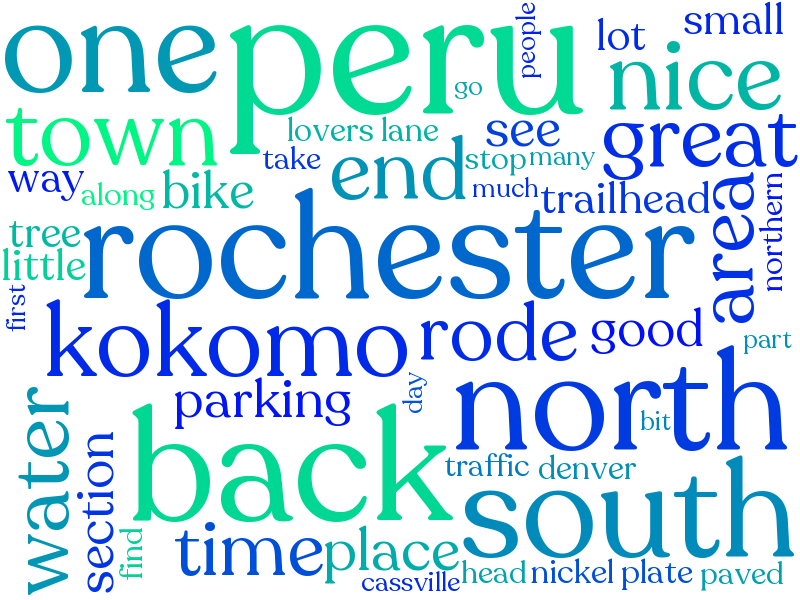 one
peru
people
lot
small
go
nice
town
lovers lane
see
great
way
take
end
stop
many
along
bike
much
trailhead
area
northern
tree
little
rochester
first
kokomo
rode
good
part
parking
day
north
bit
water
section
back
traffic
denver
south
find
time
place
cassville
head
nickel plate
paved